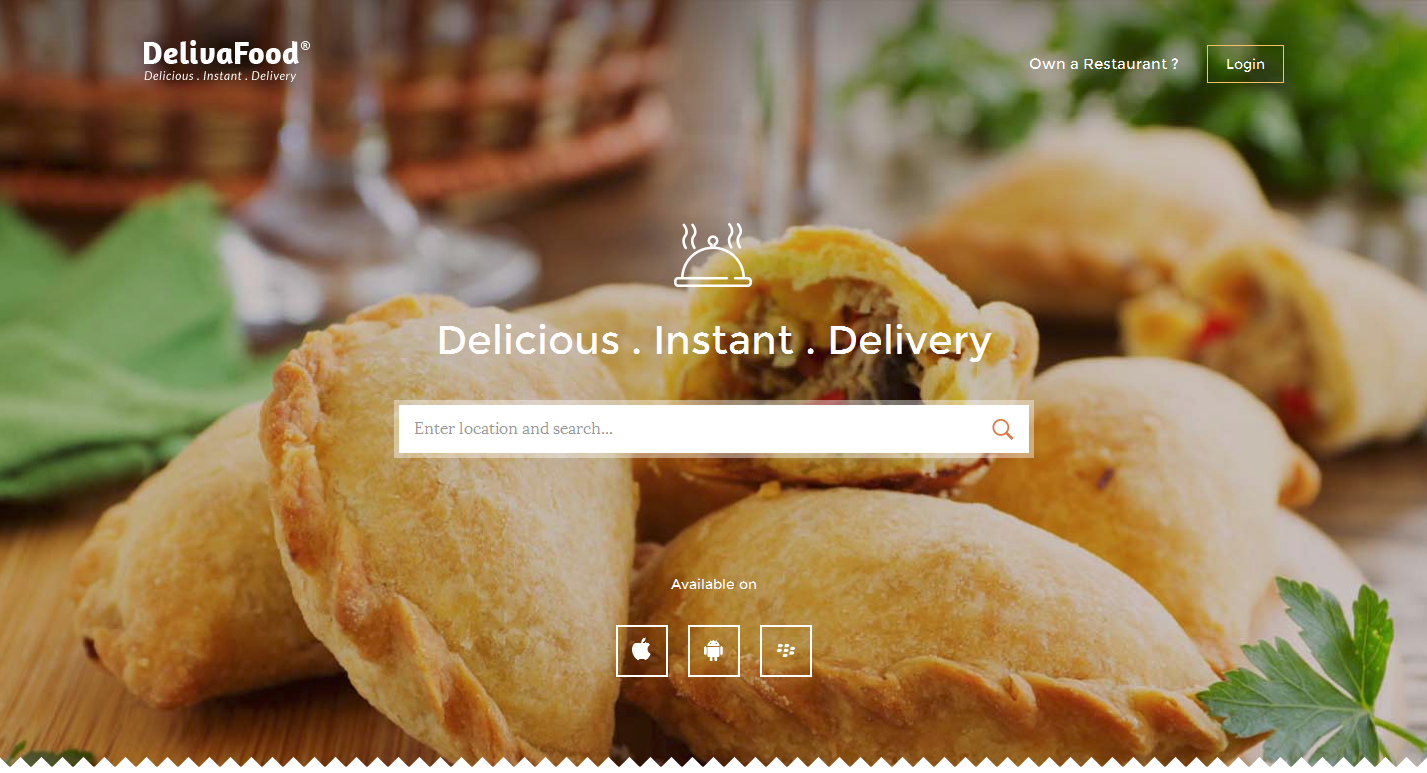 DelivaFood®
Delicious . Instant . Delivery
Own a Restaurant ?
Login
Delicious . Instant . Delivery
Enter location and search...
Available on